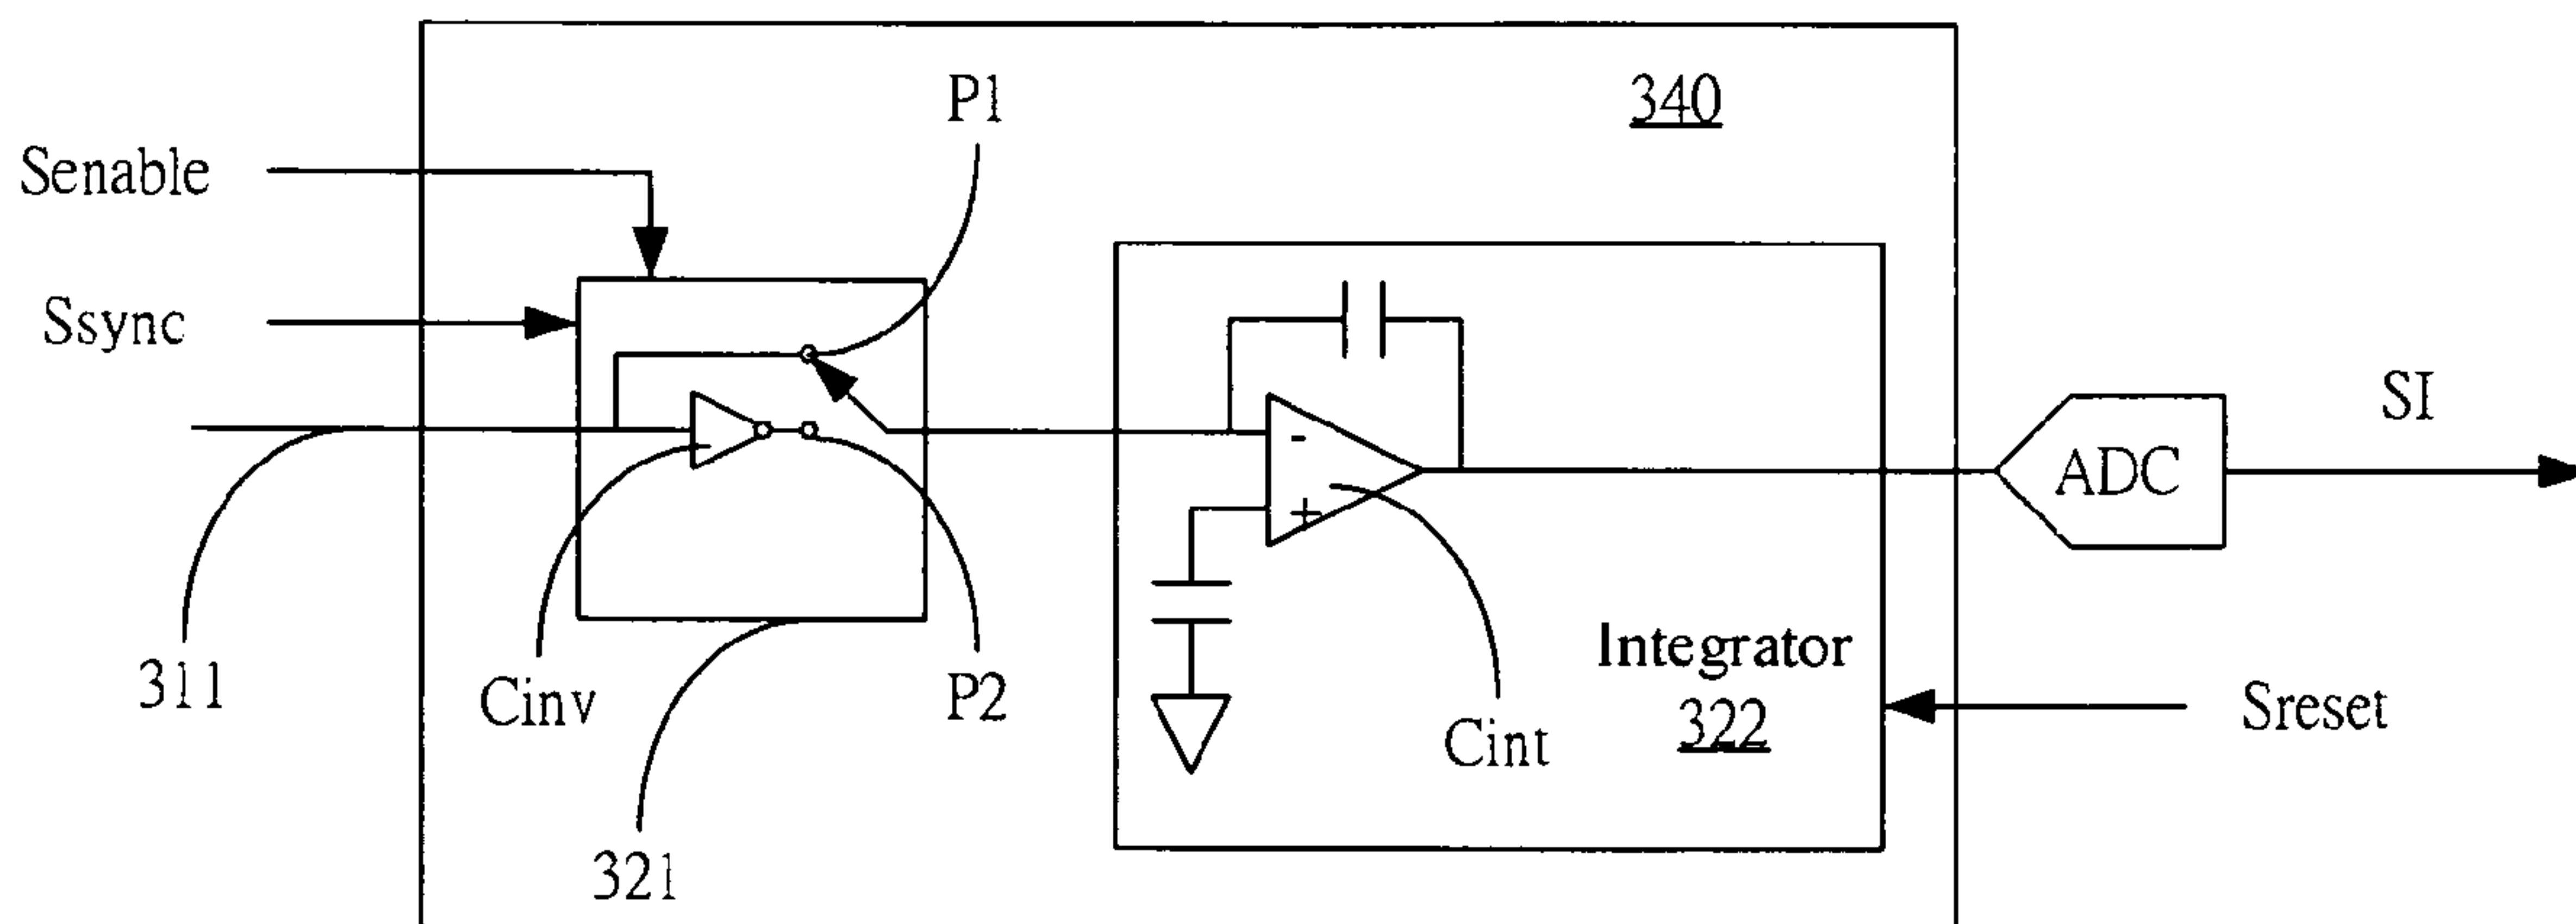 P1
340
Senable
Ssync
SI
ADC
-
+
311
Cinv
P2
Integrator
322
Cint
Sreset
321